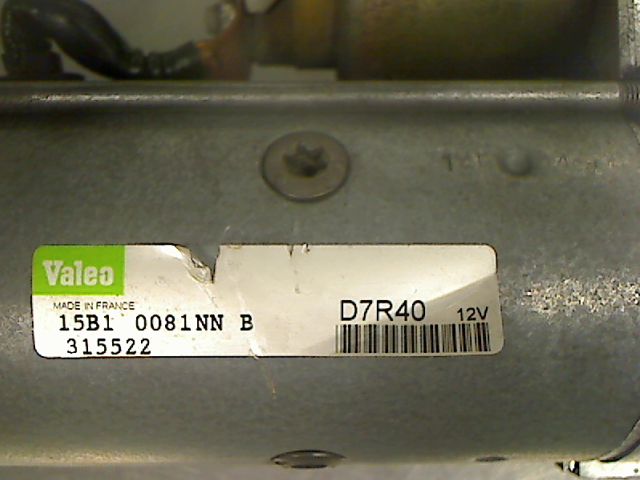 Valeo
MADE IN FRANCE
15B1 0081NN B
315522
D7R40 12V